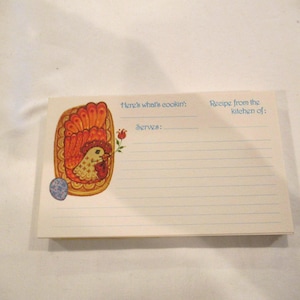 Here's what's cookin':
Recipe from the
kitchen of:
Serves: